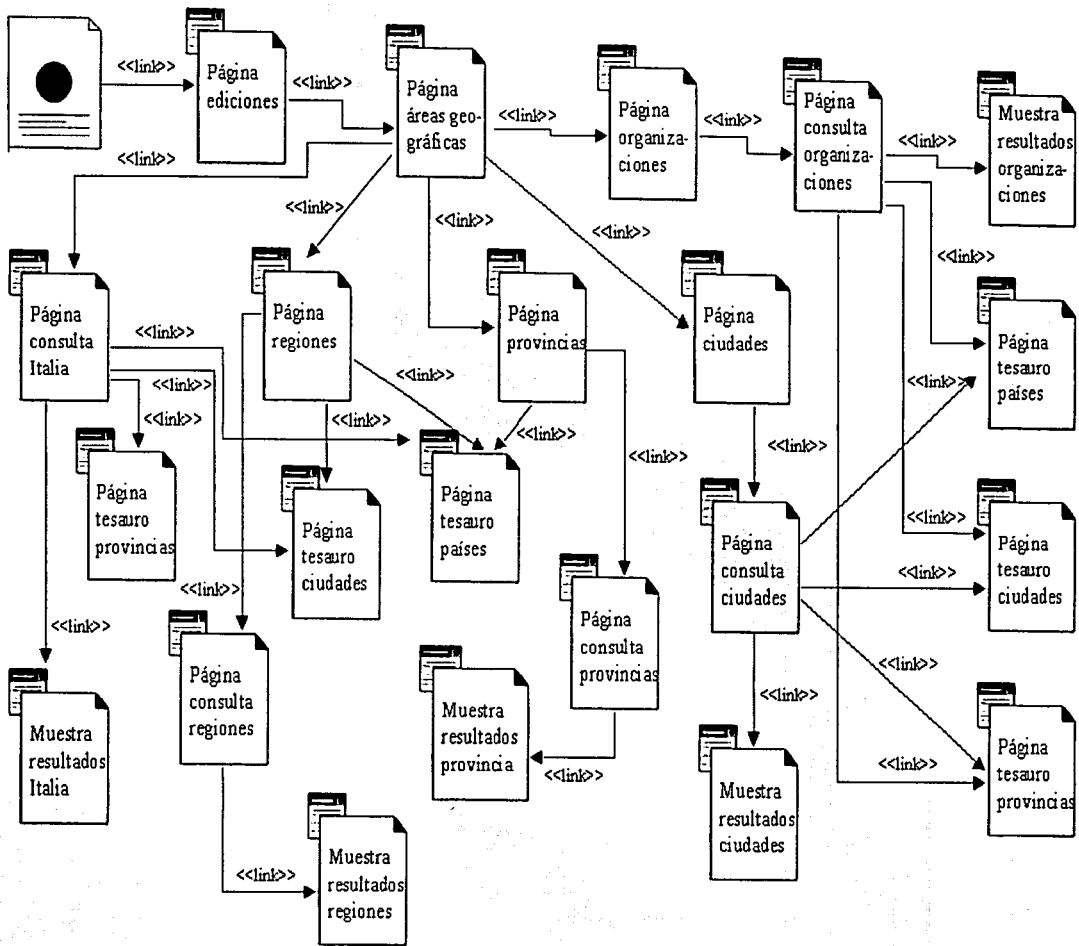 <<link>>
Página
ediciones
<<link>>
Página
áreas geo-
gráficas
<<link>>
Página
organiza-
ciones
<<link>>
Página
consulta
organiza-
ciones
<<link>>
Muestra
resultados
organiza-
ciones
<<link>>
<<link>>
<<link>>
<<link>>
<<link>>
Página
consulta
Italia
<<link>>
<<link>>
<<link>>
Página
regiones
<<link>>
<<link>>
Página
provincias
Página
ciudades
<<link>>
<<link>>
Página
tesauro
países
Página
tesauro
provincias
Página
tesauro
ciudades
<<link>>
Página
tesauro
países
<<link>>
<<link>>
Página
consulta
ciudades
<<link>>
<<link>>
Página
tesauro
ciudades
<<link>>
<<link>>
Página
consulta
regiones
Página
consulta
provincias
<<link>>
Muestra
resultados
Italia
Muestra
resultados
provincia
<<link>>
<<link>>
<<link>>
Página
tesauro
provincias
Muestra
resultados
ciudades
<<link>>
Muestra
resultados
regiones